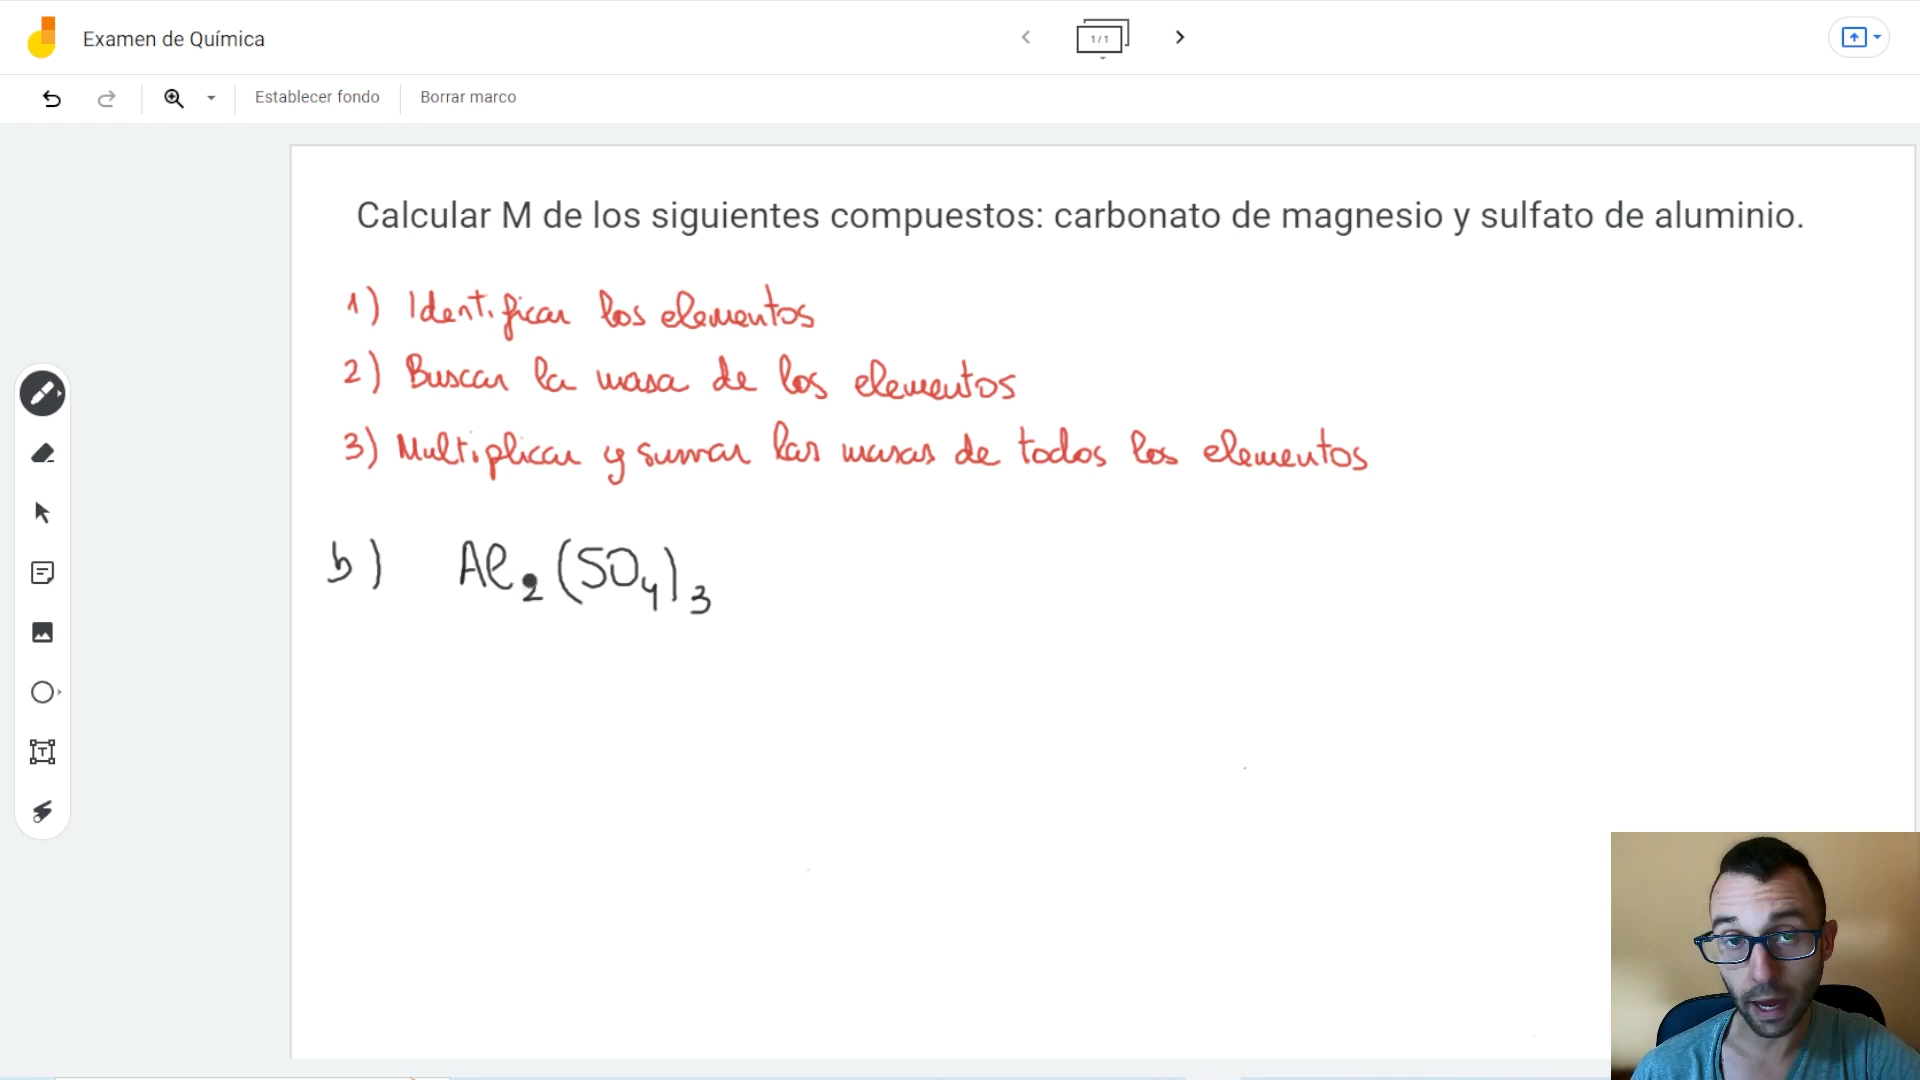 Examen de Química
1 / 1
Establecer fondo
Borrar marco
Calcular M de los siguientes compuestos: carbonato de magnesio y sulfato de aluminio.
1) Identificar los elementos
2) Buscar la masa de los elementos
3) Multiplicar y sumar las masas de todos los elementos
b) Al₂(SO₄)₃